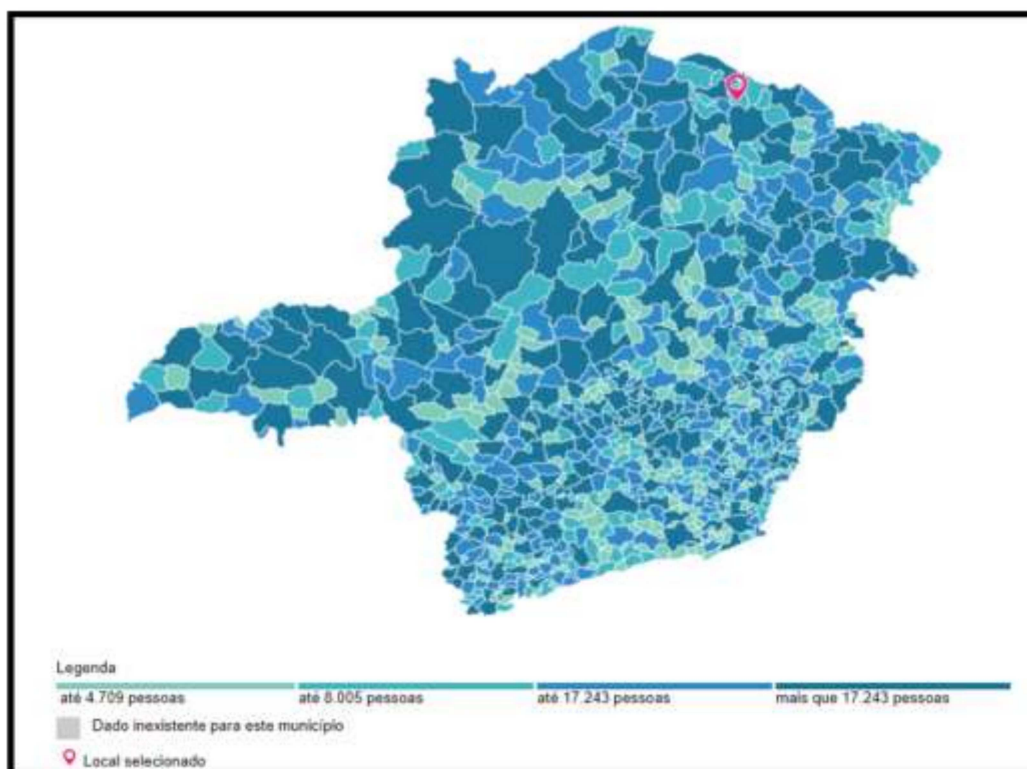 Legenda
até 4.709 pessoas até 8.005 pessoas até 17.243 pessoas mais que 17.243 pessoas
Dado inexistente para este município
Local selecionado